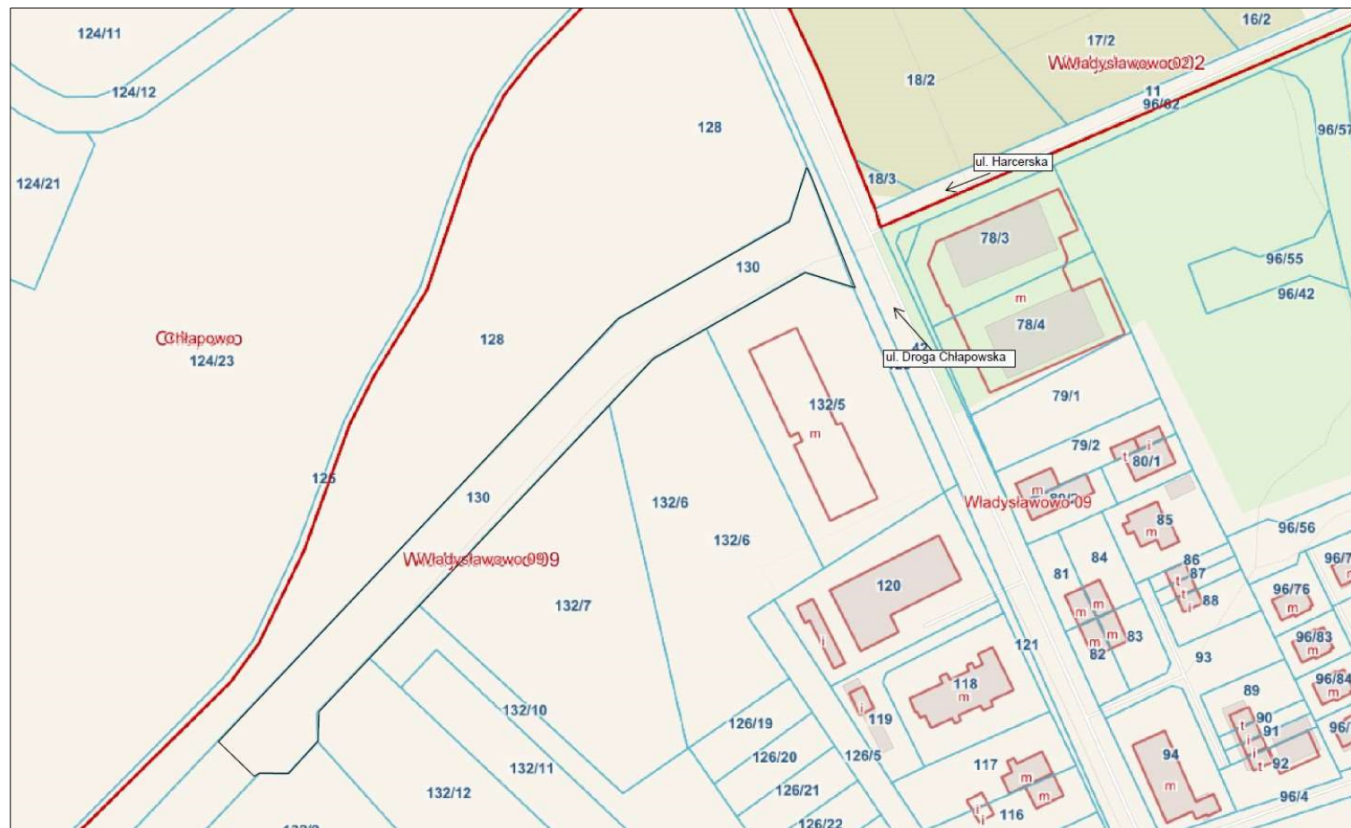 124/11
16/2
17/2
Władysławowo 02
124/12
18/2
11
96/82
128
96/57
ul. Harcerska
124/21
18/3
78/3
130
96/55
96/42
m
78/4
Chłapowo
128
124/23
ul. Droga Chłapowska
79/1
132/5
m
79/2
i
t
80/1
125
m
130
132/6
Władysławowo 09
85
m
96/56
132/6
84
Władysławowo 09
86
81
87
t
120
96/76
132/7
88
i
m
m
m
m
83
96/83
i
121
m
82
m
93
118
96/84
m
m
89
i
132/10
119
90
t
126/19
91
i
94
126/20
126/5
i
92
132/11
117
t
m
m
132/12
126/21
m
96/4
i
116
i
126/22